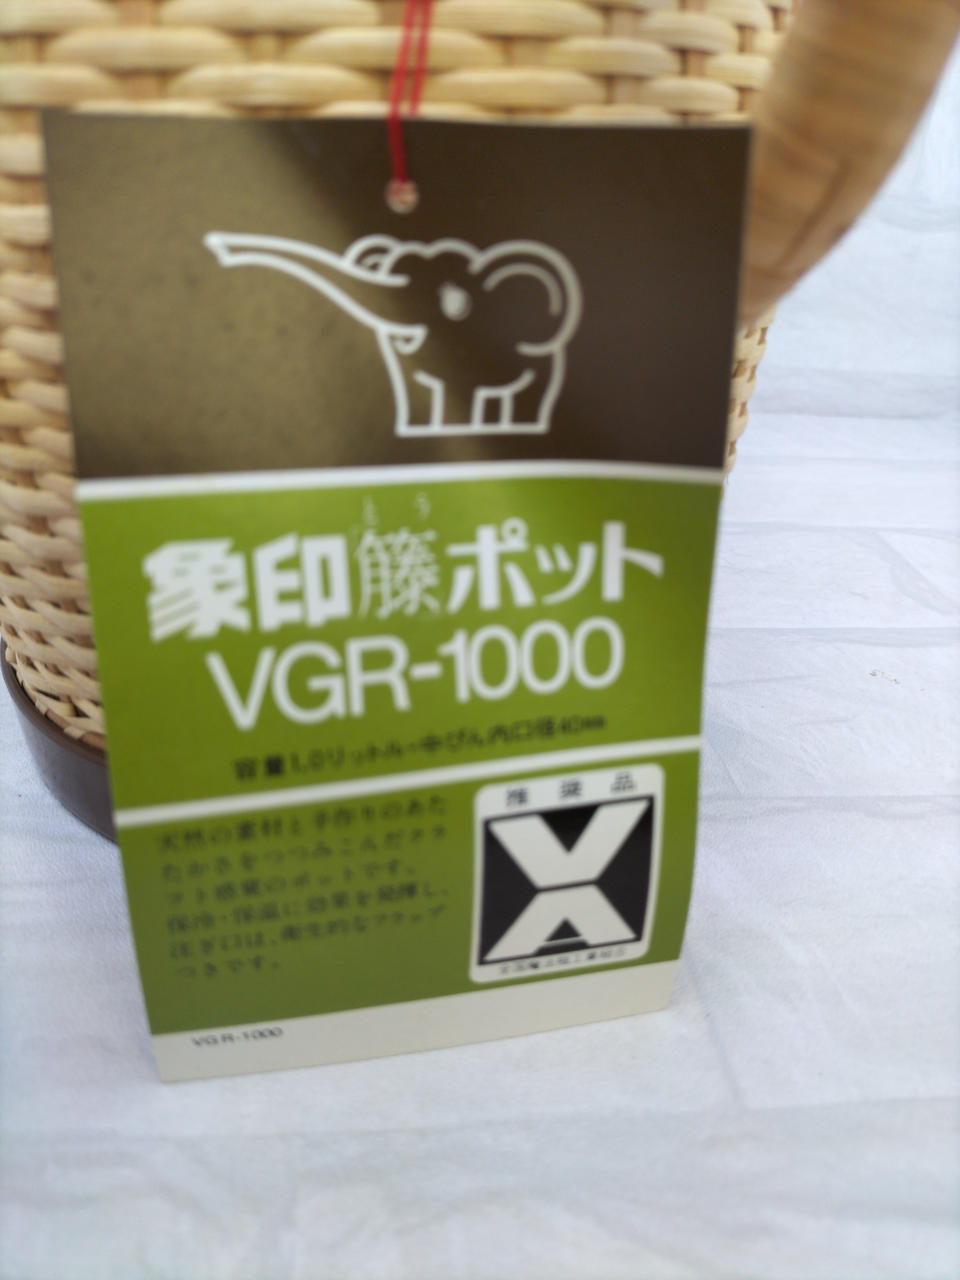 とう
象印籐ポット
VGR-1000
容量1.0リットル・中びん内口径40mm
天然の素材と手作りのあた
たかさをつつみこんだクラ
フト感覚のポットです。
保冷・保温に効果を発揮し、
注ぎ口は、衛生的なフラップ
つきです。
推奨品
VA
VGR-1000